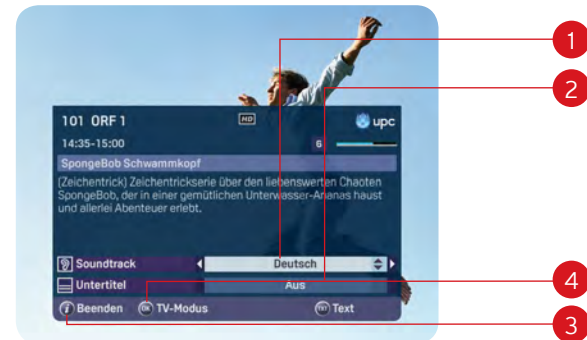 1
2
101 ORF 1 HD upc
14:35-15:00 6
SpongeBob Schwammkopf
(Zeichentrick) Zeichentrickserie über den liebenswerten Chaoten
SpongeBob, der in einer gemütlichen Unterwasser-Ananas haust
und allerlei Abenteuer erlebt.
Soundtrack Deutsch
Untertitel Aus
4
i Beenden OK TV-Modus TXT Text
3